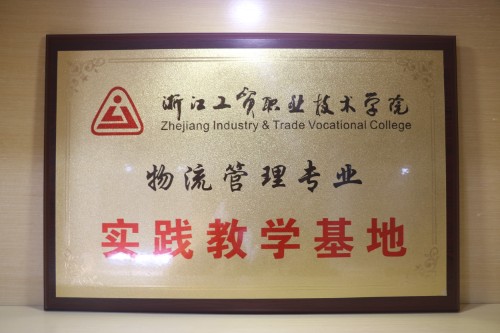 浙江工贸职业技术学院
Zhejiang Industry & Trade Vocational College
物流管理专业
实践教学基地